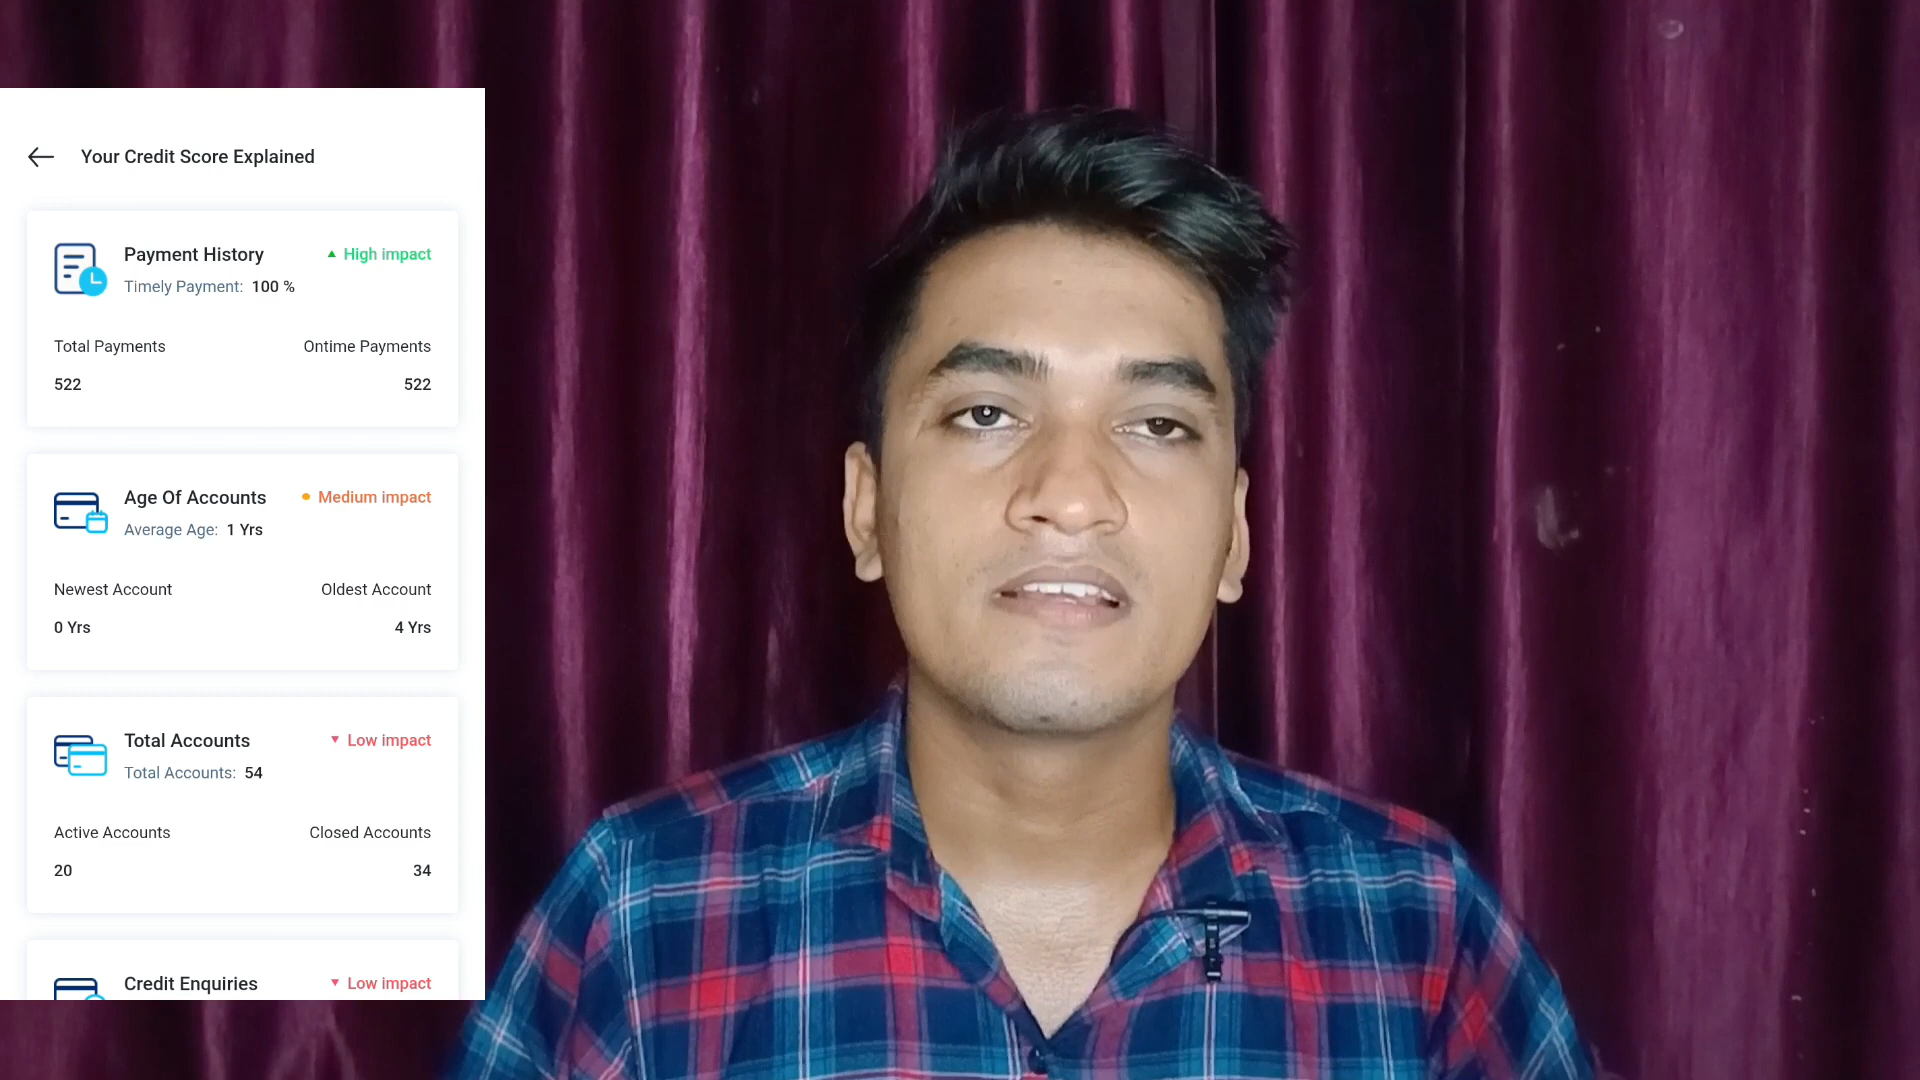 Your Credit Score Explained
Payment History
High impact
Timely Payment: 100 %
Total Payments
Ontime Payments
522
522
Age Of Accounts
Medium impact
Average Age: 1 Yrs
Newest Account
Oldest Account
0 Yrs
4 Yrs
Total Accounts
Low impact
Total Accounts: 54
Active Accounts
Closed Accounts
20
34
Credit Enquiries
Low impact